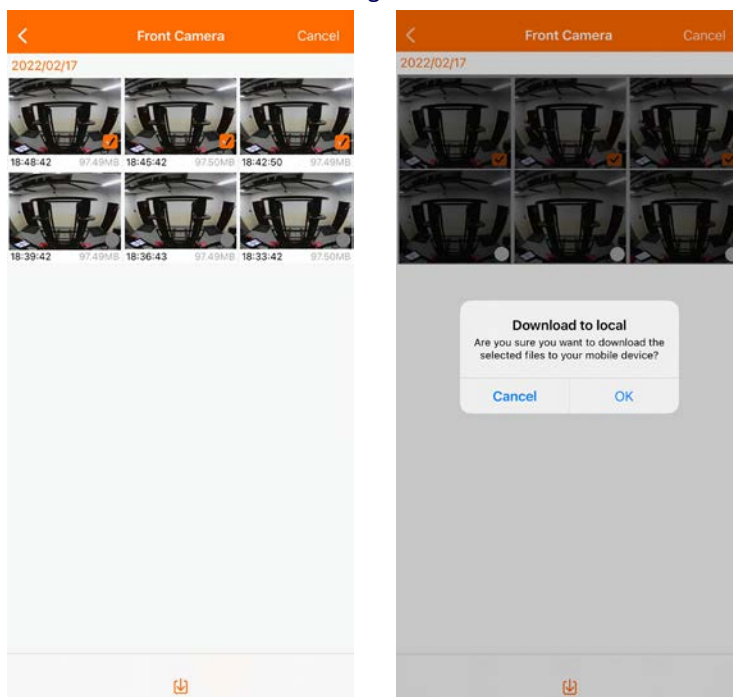 Front Camera Cancel
2022/02/17
18:48:42 97.49MB 18:45:42 97.50MB 18:42:50 97.49MB
18:39:42 97.49MB 18:36:43 97.49MB 18:33:42 97.50MB
Front Camera Cancel
2022/02/17
Download to local
Are you sure you want to download the
selected files to your mobile device?
Cancel OK